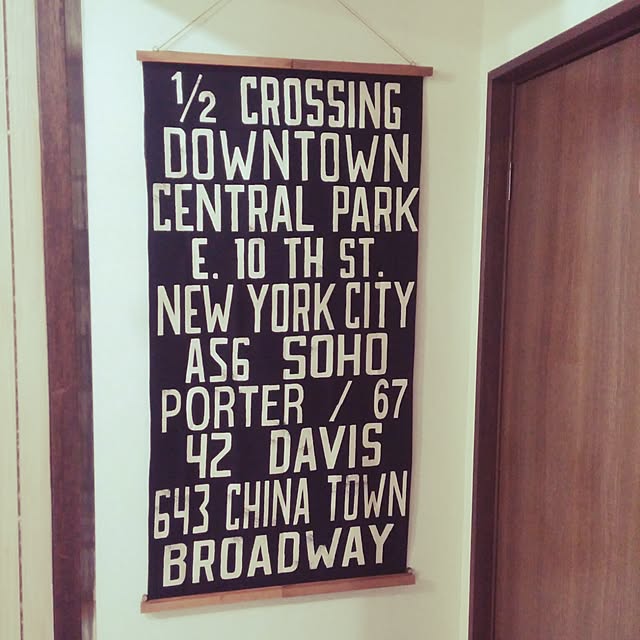 1/2 CROSSING
DOWNTOWN
CENTRAL PARK
E. 10 TH ST.
NEW YORK CITY
AS6 SOHO
PORTER / 67
42 DAVIS
643 CHINA TOWN
BROADWAY